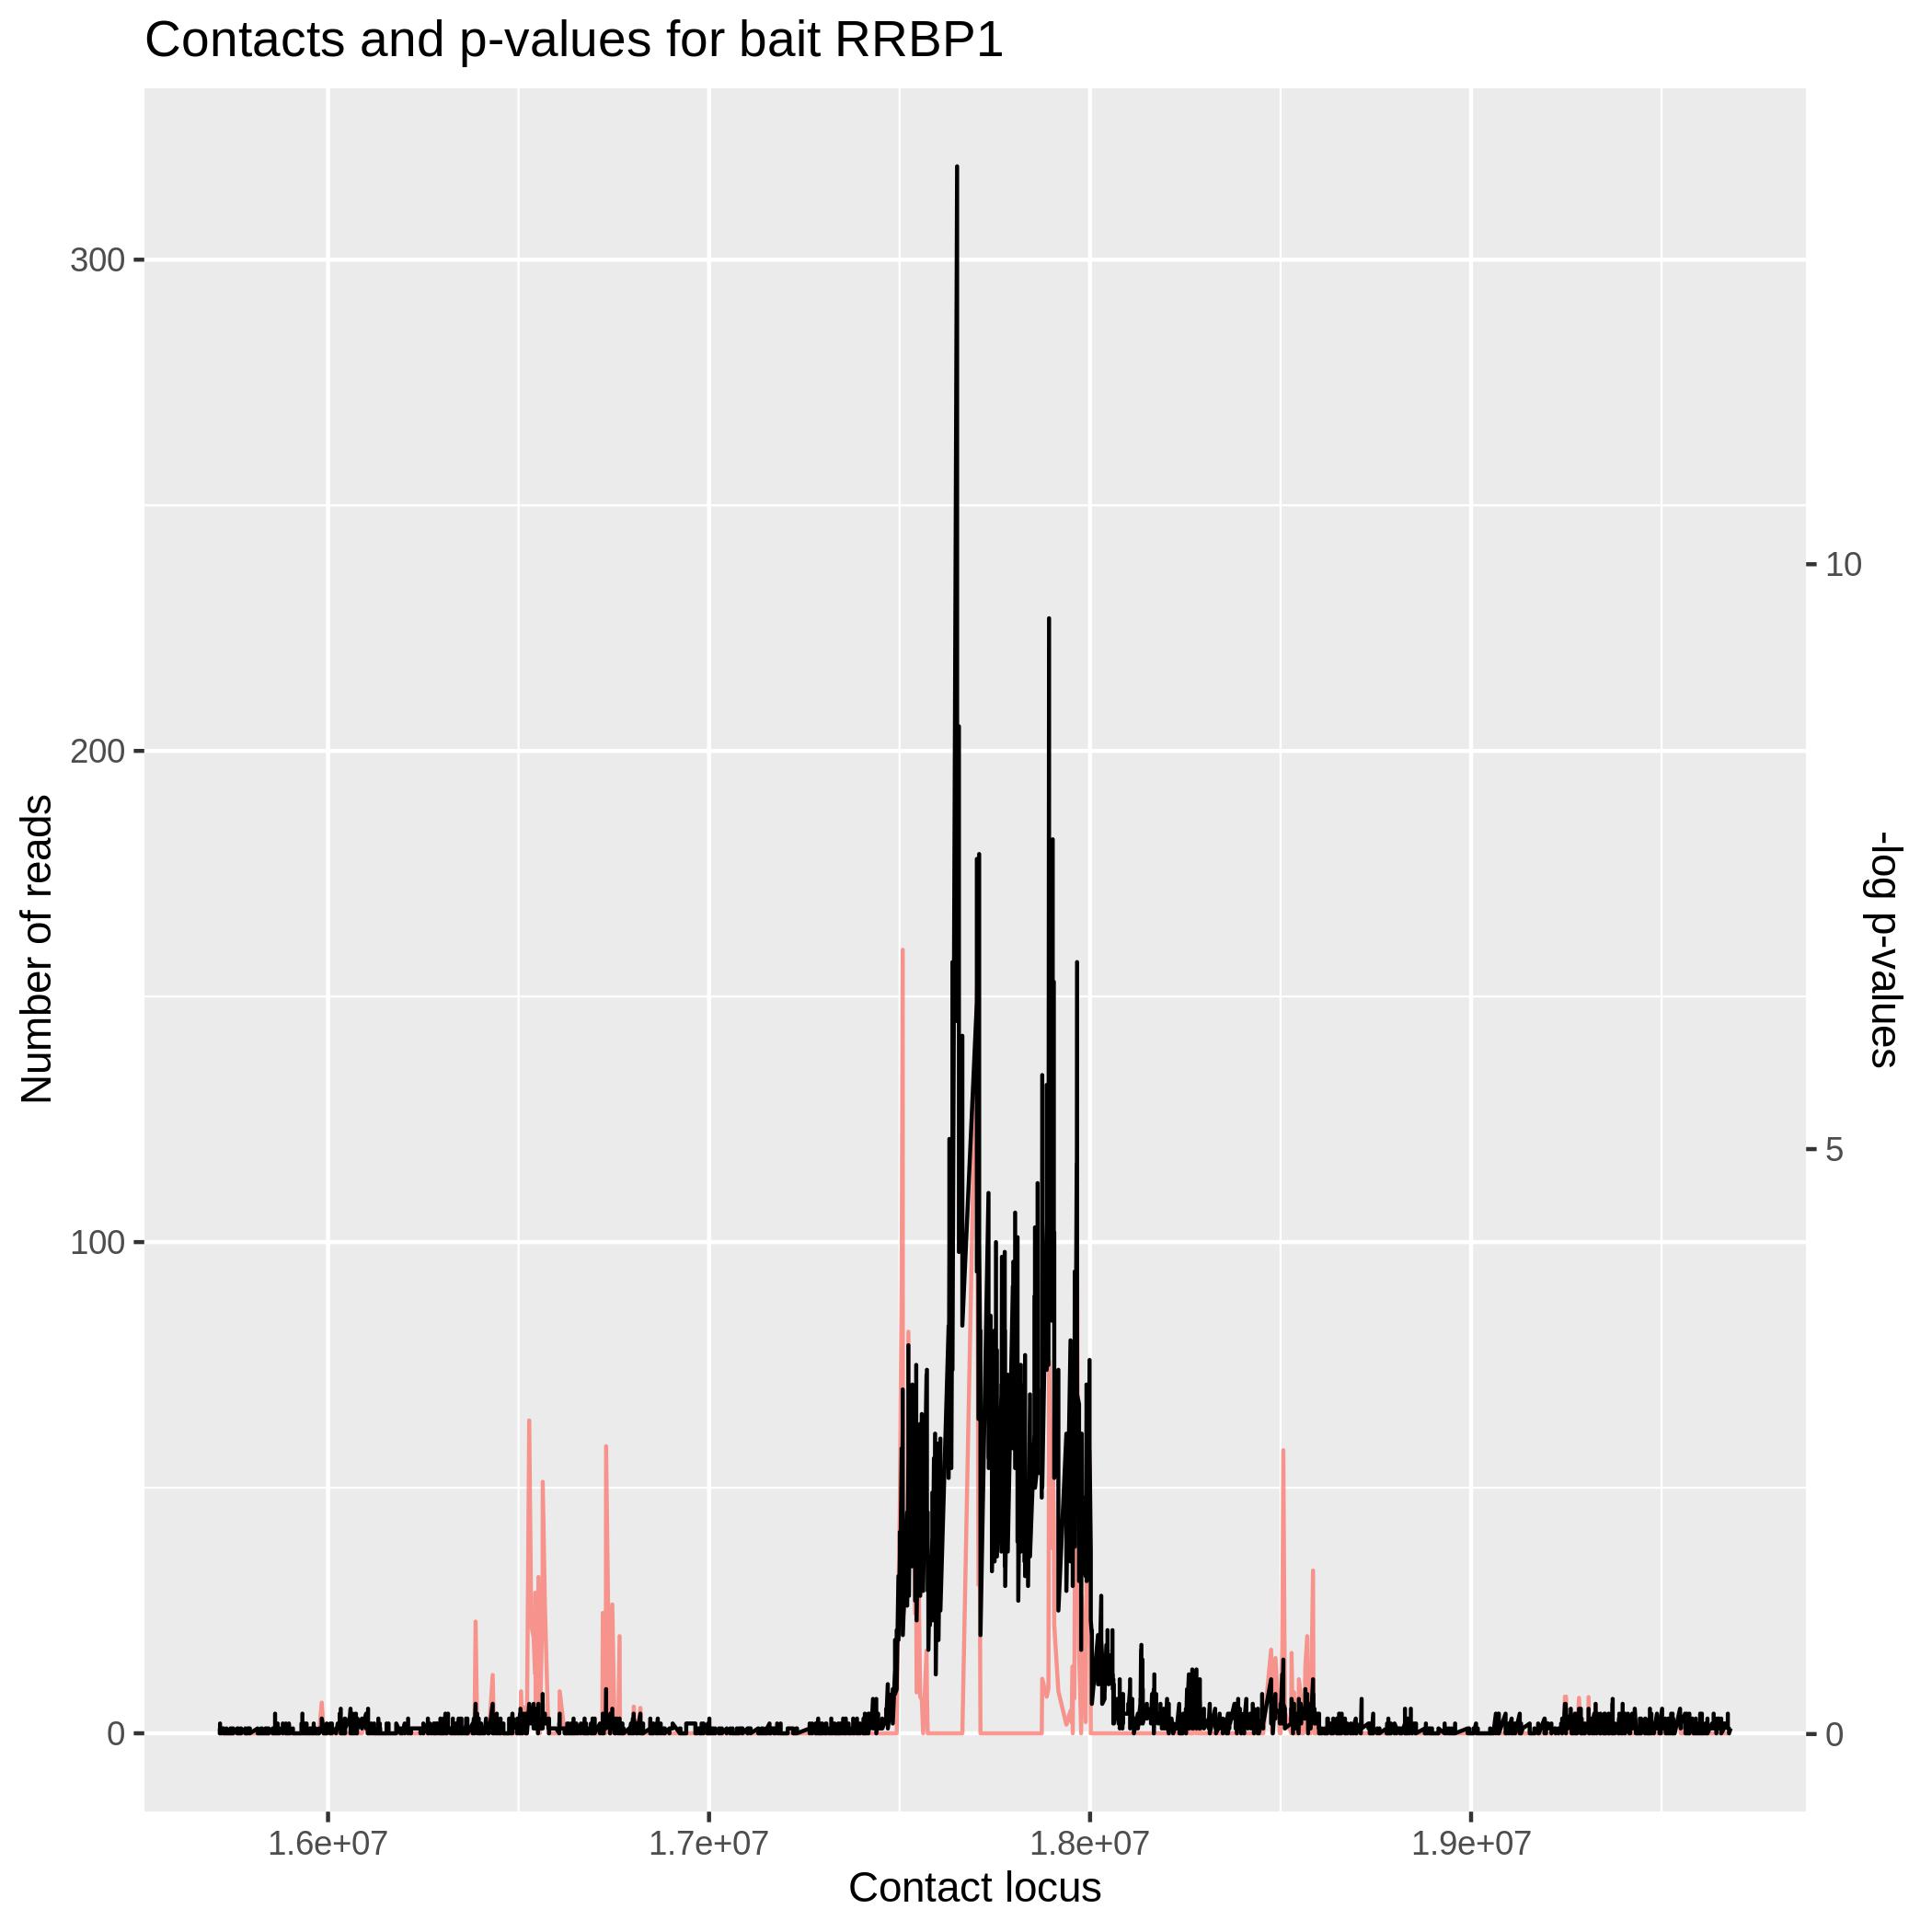 Contacts and p-values for bait RRBP1
Number of reads
300
200
100
0
10
5
0
-log p-values
1.6e+07
1.7e+07
1.8e+07
1.9e+07
Contact locus